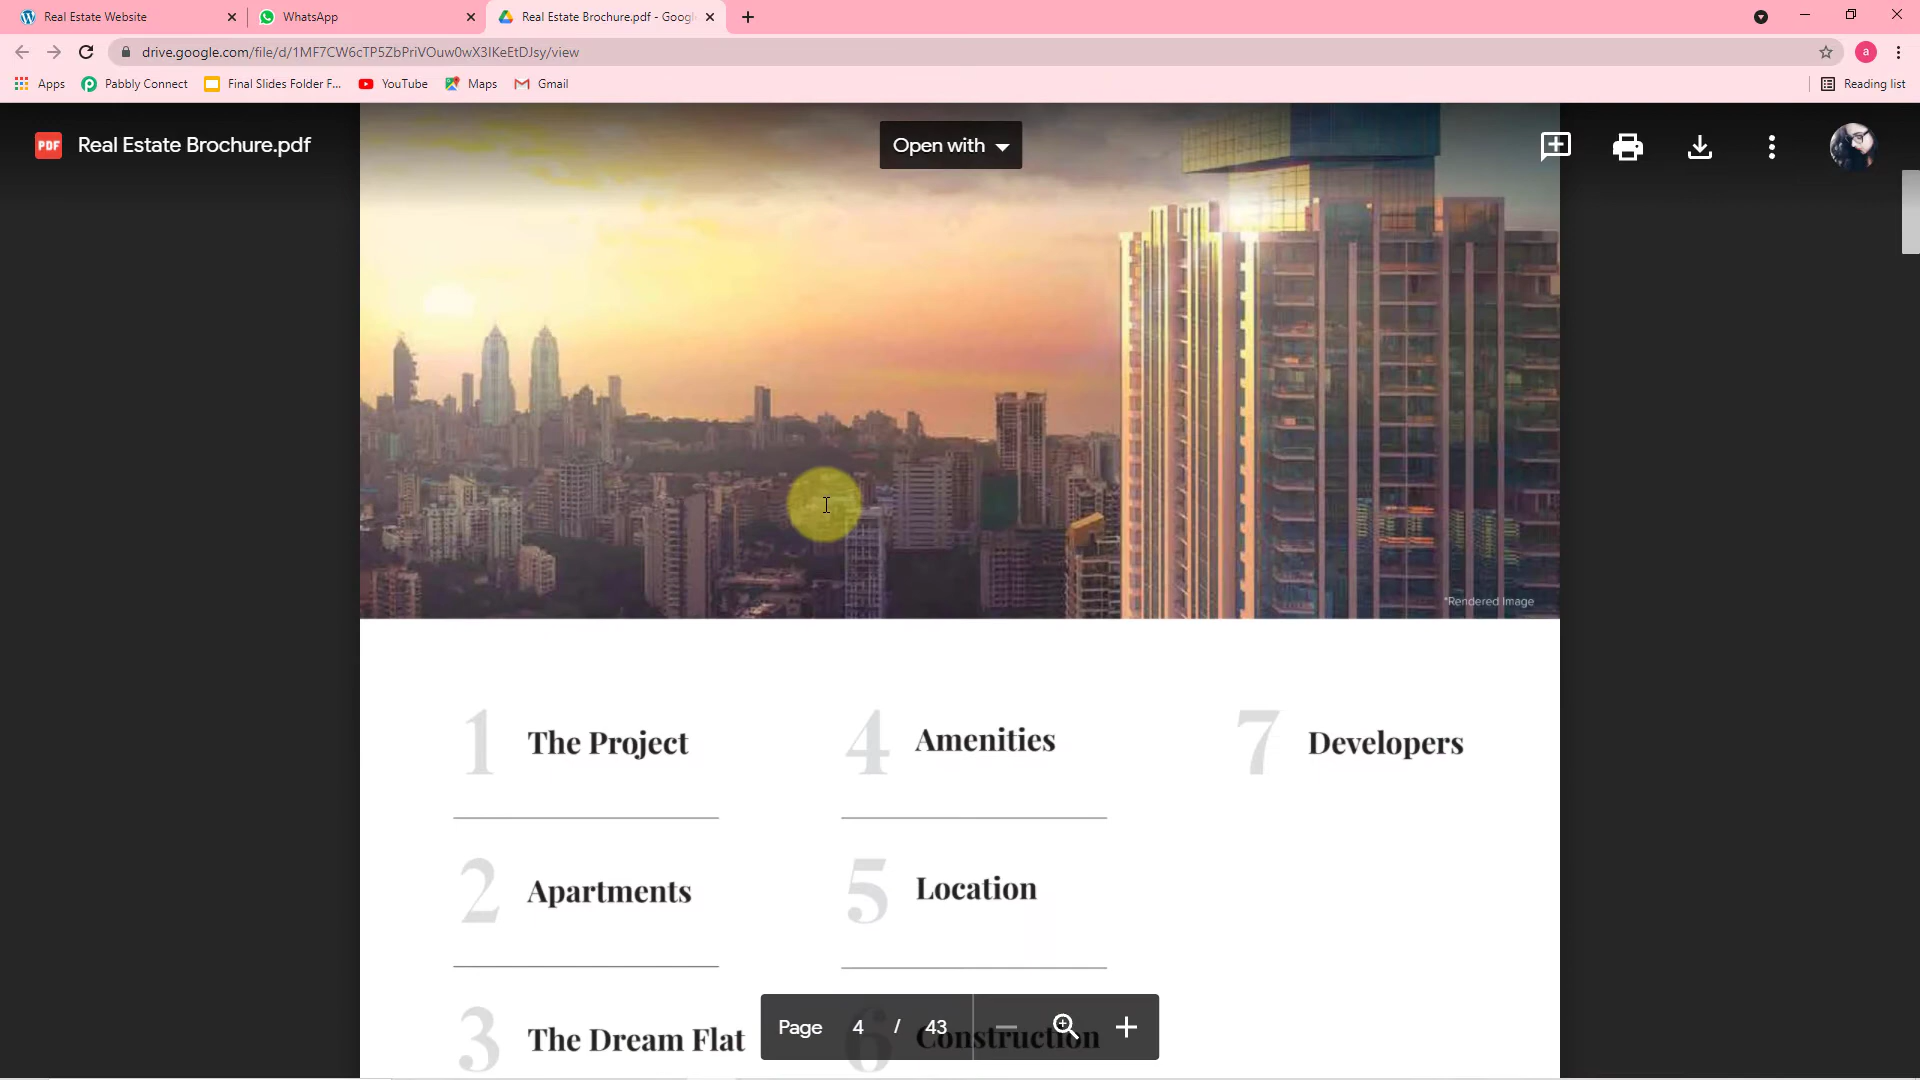 Real Estate Website
WhatsApp
Real Estate Brochure.pdf - Goog
drive.google.com/file/d/1MF7CW6cTP5ZbPriVOuw0wX3IKeEtDJsy/view
a
Apps
Pabbly Connect
Final Slides Folder F...
YouTube
Maps
Gmail
Reading list
PDF
Real Estate Brochure.pdf
Open with
*Rendered Image
1 The Project
4 Amenities
7 Developers
2 Apartments
5 Location
3 The Dream Flat
6 Construction
Page 4 / 43